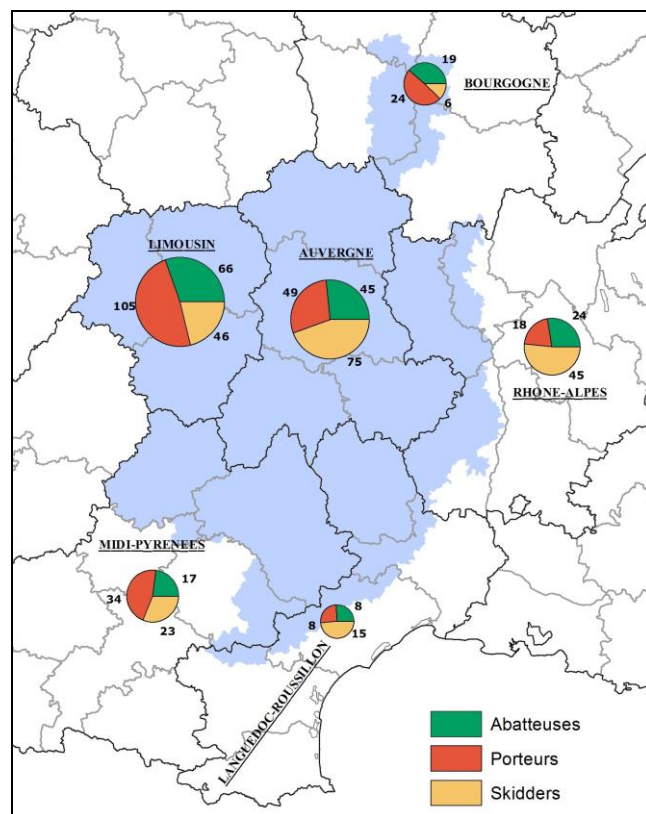 19
BOURGOGNE
24
6
LIMOUSIN
66
105
46
AUVERGNE
49
45
75
18
24
45
RHONE-ALPES
MIDI-PYRENEES
17
34
23
8
8
15
LANGUEDOC-ROUSSILLON
Abatteuses
Porteurs
Skidders